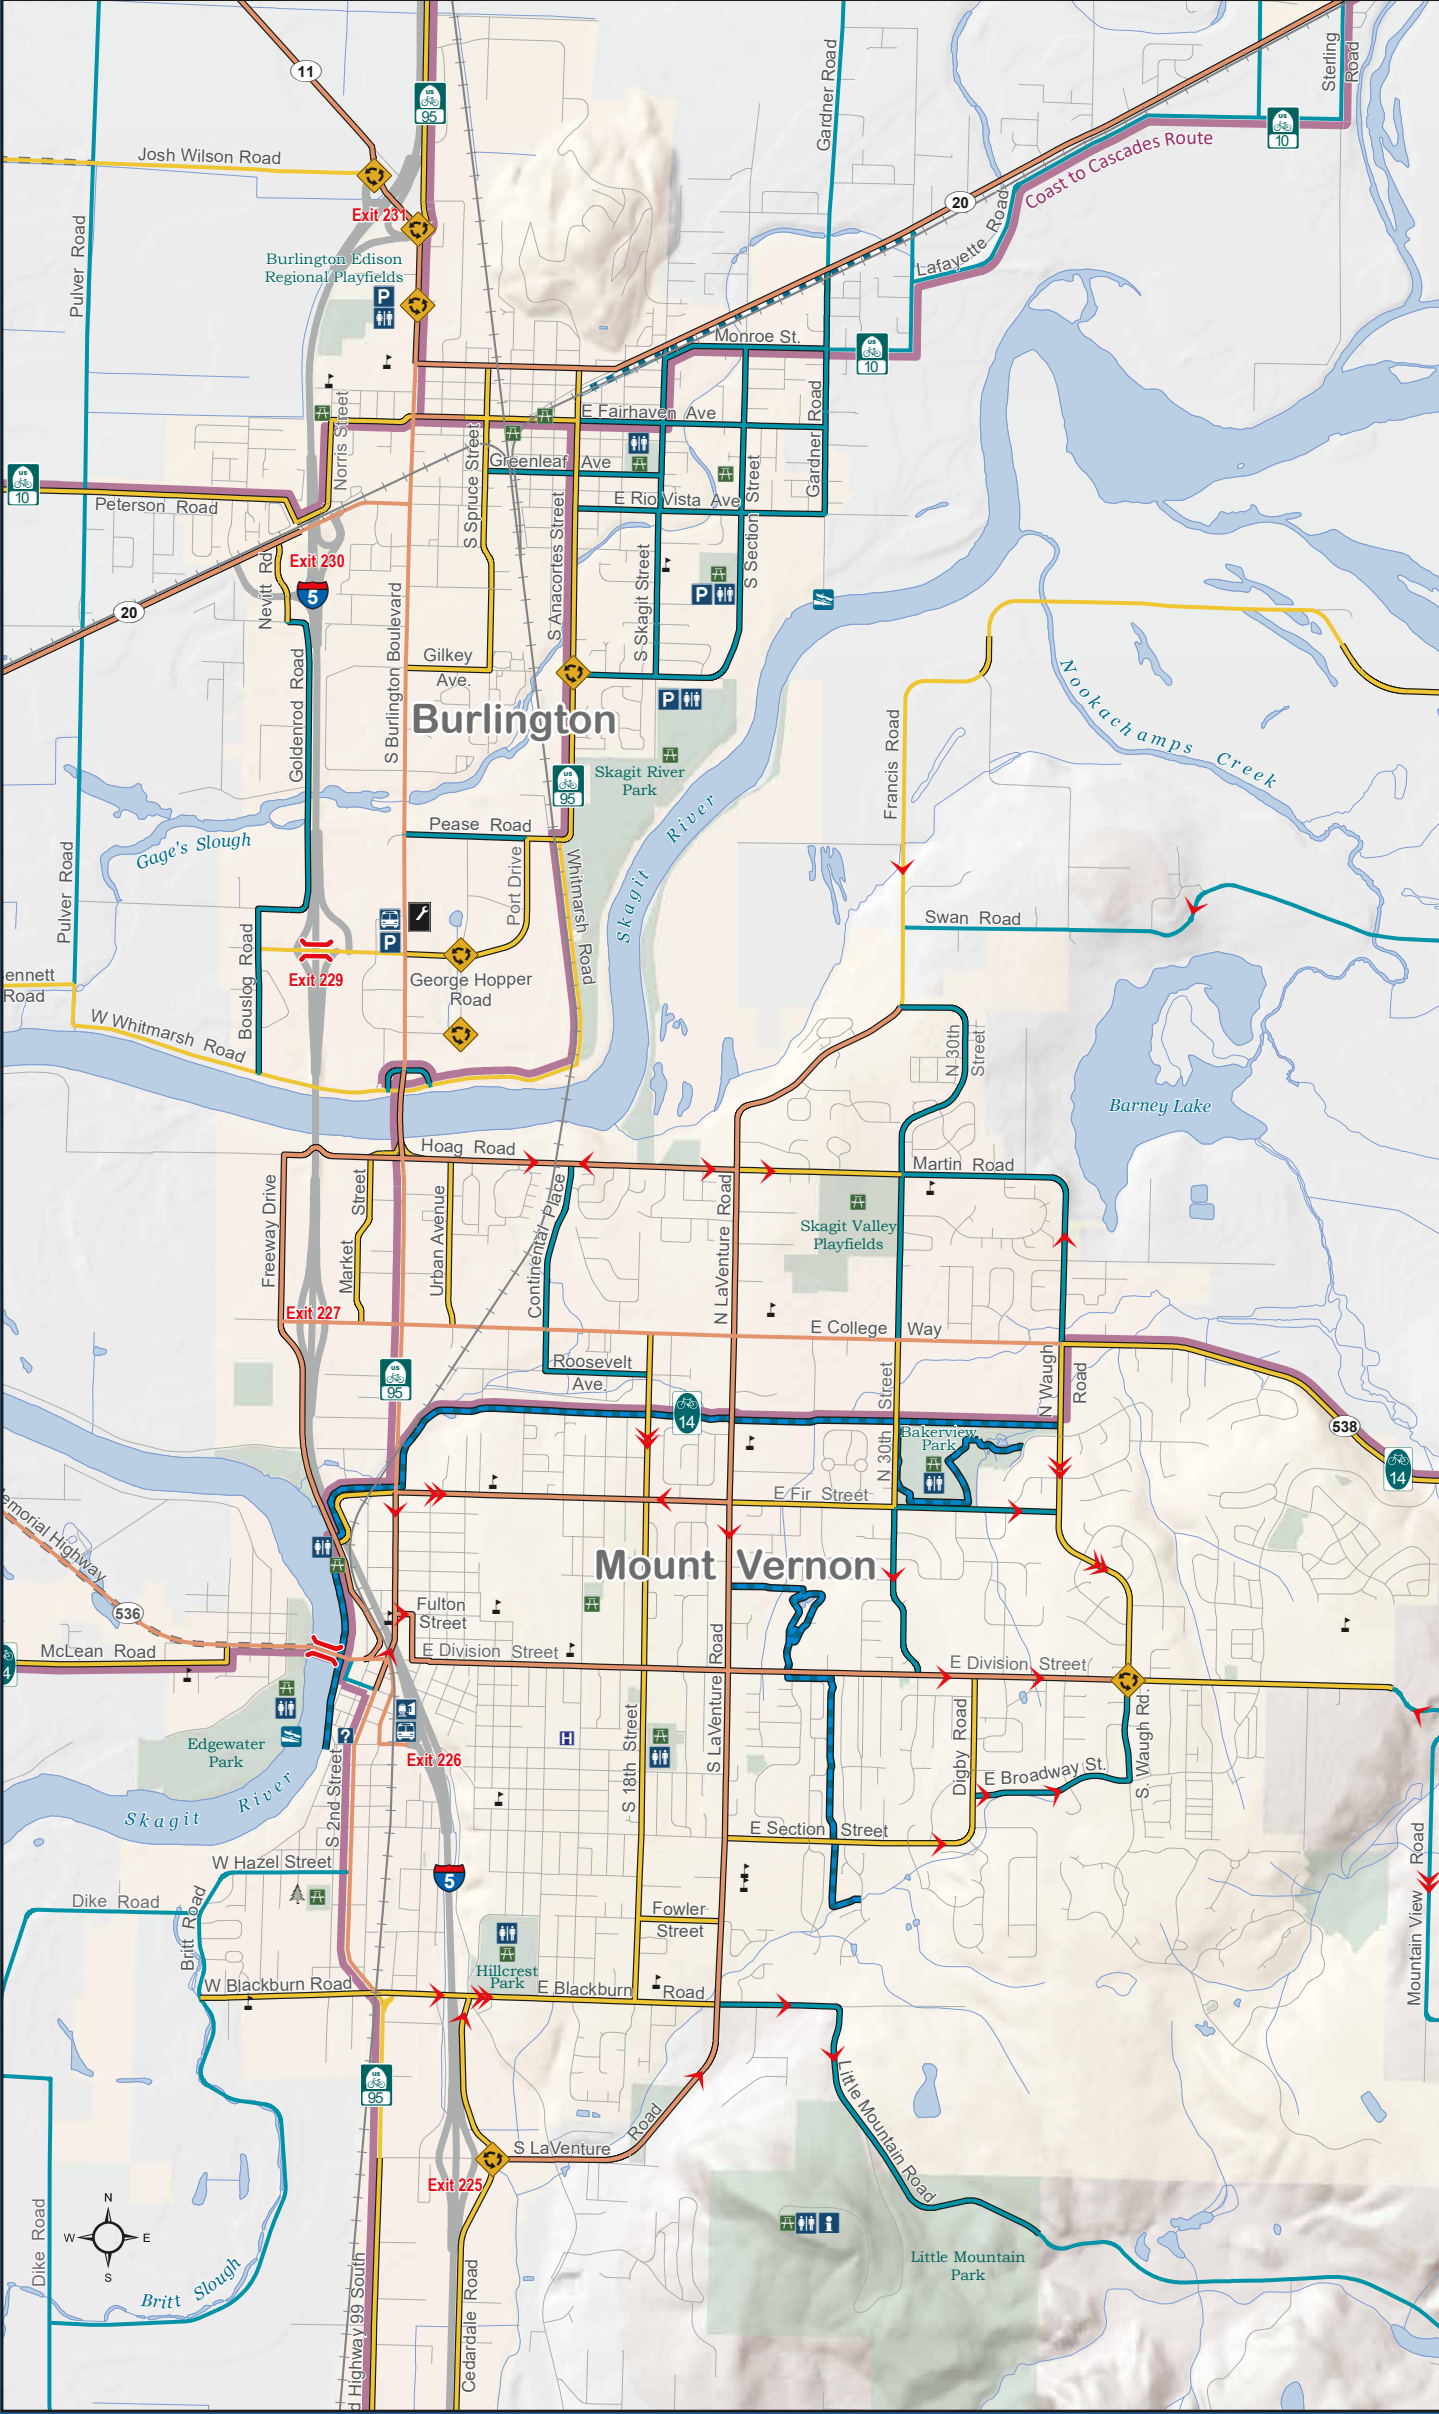 11
US
95
Josh Wilson Road
Exit 231
Burlington Edison
Regional Playfields
P
Pulver Road
Gardner Road
Sterling
Road
US
10
Coast to Cascades Route
20
Lafayette Road
Monroe St.
US
10
Norris Street
E Fairhaven Ave
Greenleaf Ave
E Rio Vista Ave
Gardner Road
US
10
Peterson Road
S Spruce Street
S Anacortes Street
S Skagit Street
S Section Street
Exit 230
Nevitt Rd
5
20
P
Goldenrod Road
S Burlington Boulevard
Gilkey
Ave.
Burlington
P
Skagit River
Park
US
95
Skagit River
Francis Road
Nookachamps Creek
Gage's Slough
Pulver Road
Pease Road
Port Drive
Whitmarsh Road
P
George Hopper
Road
Exit 229
Bouslog Road
ennett
Road
W Whitmarsh Road
Swan Road
N 30th
Street
Barney Lake
Hoag Road
Martin Road
Freeway Drive
Market Street
Urban Avenue
Continental Place
N LaVenture Road
Skagit Valley
Playfields
Exit 227
E College Way
US
95
Roosevelt
Ave.
14
N 30th Street
N Waugh
Road
Bakerview
Park
538
14
E Fir Street
Mount Vernon
emorial Highway
536
McLean Road
4
Fulton
Street
E Division Street
E Division Street
S LaVenture Road
S 18th Street
Digby Road
E Broadway St.
S. Waugh Rd.
Edgewater
Park
?
H
Exit 226
Skagit River
S 2nd Street
E Section Street
W Hazel Street
5
Dike Road
Britt Road
Fowler
Street
Mountain View Road
Hillcrest
Park
W Blackburn Road
E Blackburn Road
US
95
Little Mountain Road
S LaVenture Road
Exit 225
N
W
E
S
Dike Road
Britt Slough
d Highway 99 South
Cedardale Road
i
Little Mountain
Park